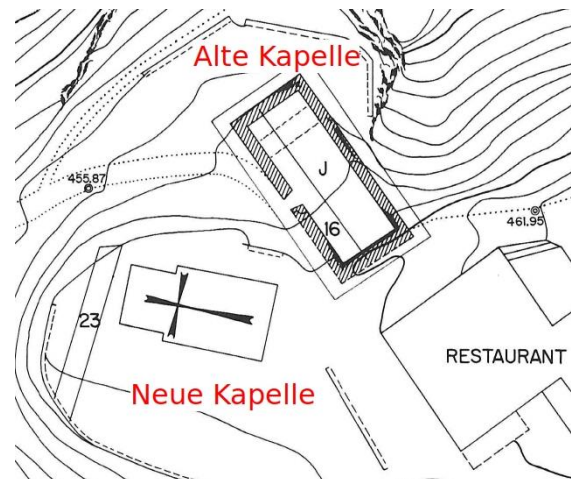 Alte Kapelle
J
455.87
16
461.95
23
RESTAURANT
Neue Kapelle